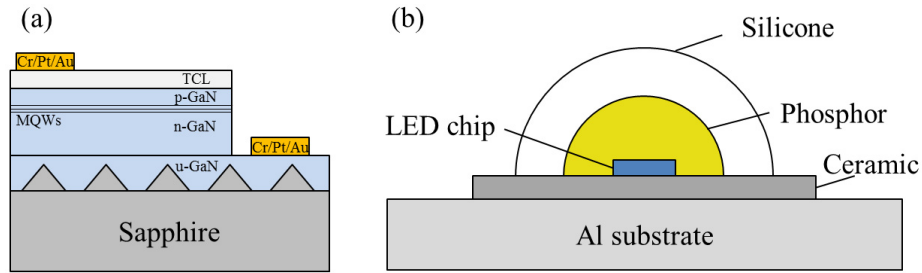 (a)
Cr/Pt/Au
TCL
p-GaN
MQWs
n-GaN
Cr/Pt/Au
u-GaN
Sapphire
(b)
Silicone
Phosphor
LED chip
Ceramic
Al substrate